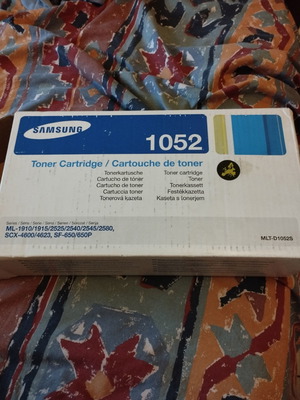 SAMSUNG
1052
Toner Cartridge / Cartouche de toner
Tonerkartusche Toner cartridge
Cartucho de tóner Toner
Cartucho de toner Tonerkassett
Cartuccia toner Festékkazetta
Tonerová kazeta Kaseta s tonerjem
ML-1910/1915/2525/2540/2545/2580,
SCX-4600/4623, SF-650/650P
MLT-D1052S